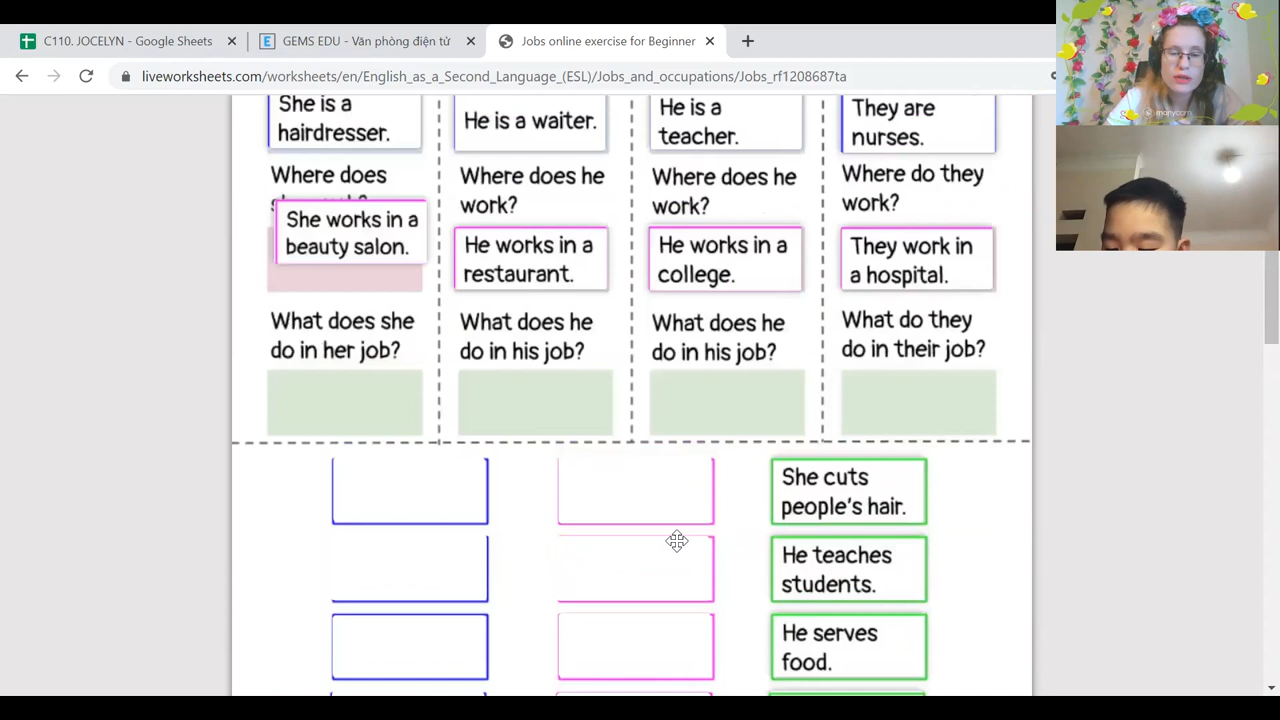 C110. JOCELYN - Google Sheets
GEMS EDU - Văn phòng điện tử
Jobs online exercise for Beginner
liveworksheets.com/worksheets/en/English_as_a_Second_Language_(ESL)/Jobs_and_occupations/Jobs_rf1208687ta
manycam
She is a
hairdresser.
He is a waiter.
He is a
teacher.
They are
nurses.
Where does
She works in a
beauty salon.
Where does he
work?
He works in a
restaurant.
Where does he
work?
He works in a
college.
Where do they
work?
They work in
a hospital.
What does she
do in her job?
What does he
do in his job?
What does he
do in his job?
What do they
do in their job?
She cuts
people's hair.
He teaches
students.
He serves
food.